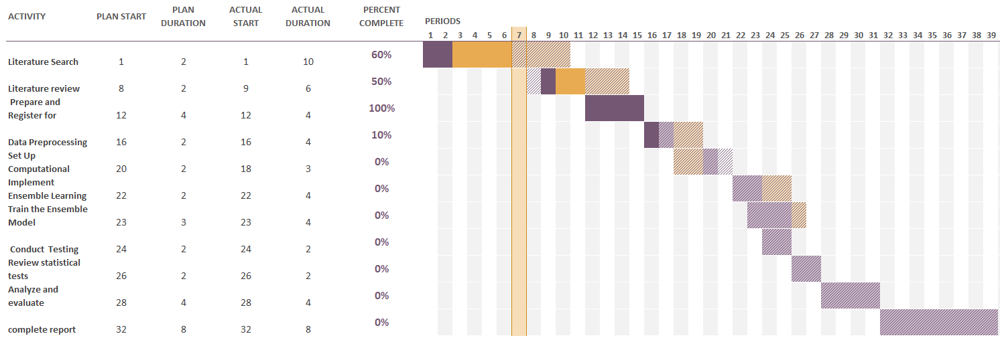 ACTIVITY PLAN START PLAN DURATION ACTUAL START ACTUAL DURATION PERCENT COMPLETE PERIODS
1 2 3 4 5 6 7 8 9 10 11 12 13 14 15 16 17 18 19 20 21 22 23 24 25 26 27 28 29 30 31 32 33 34 35 36 37 38 39
Literature Search 1 2 1 10 60%
Literature review 8 2 9 6 50%
Prepare and
Register for 12 4 12 4 100%
Data Preprocessing 16 2 16 4 10%
Set Up
Computational 20 2 18 3 0%
Implement
Ensemble Learning 22 2 22 4 0%
Train the Ensemble
Model 23 3 23 4 0%
Conduct Testing 24 2 24 2 0%
Review statistical
tests 26 2 26 2 0%
Analyze and
evaluate 28 4 28 4 0%
complete report 32 8 32 8 0%